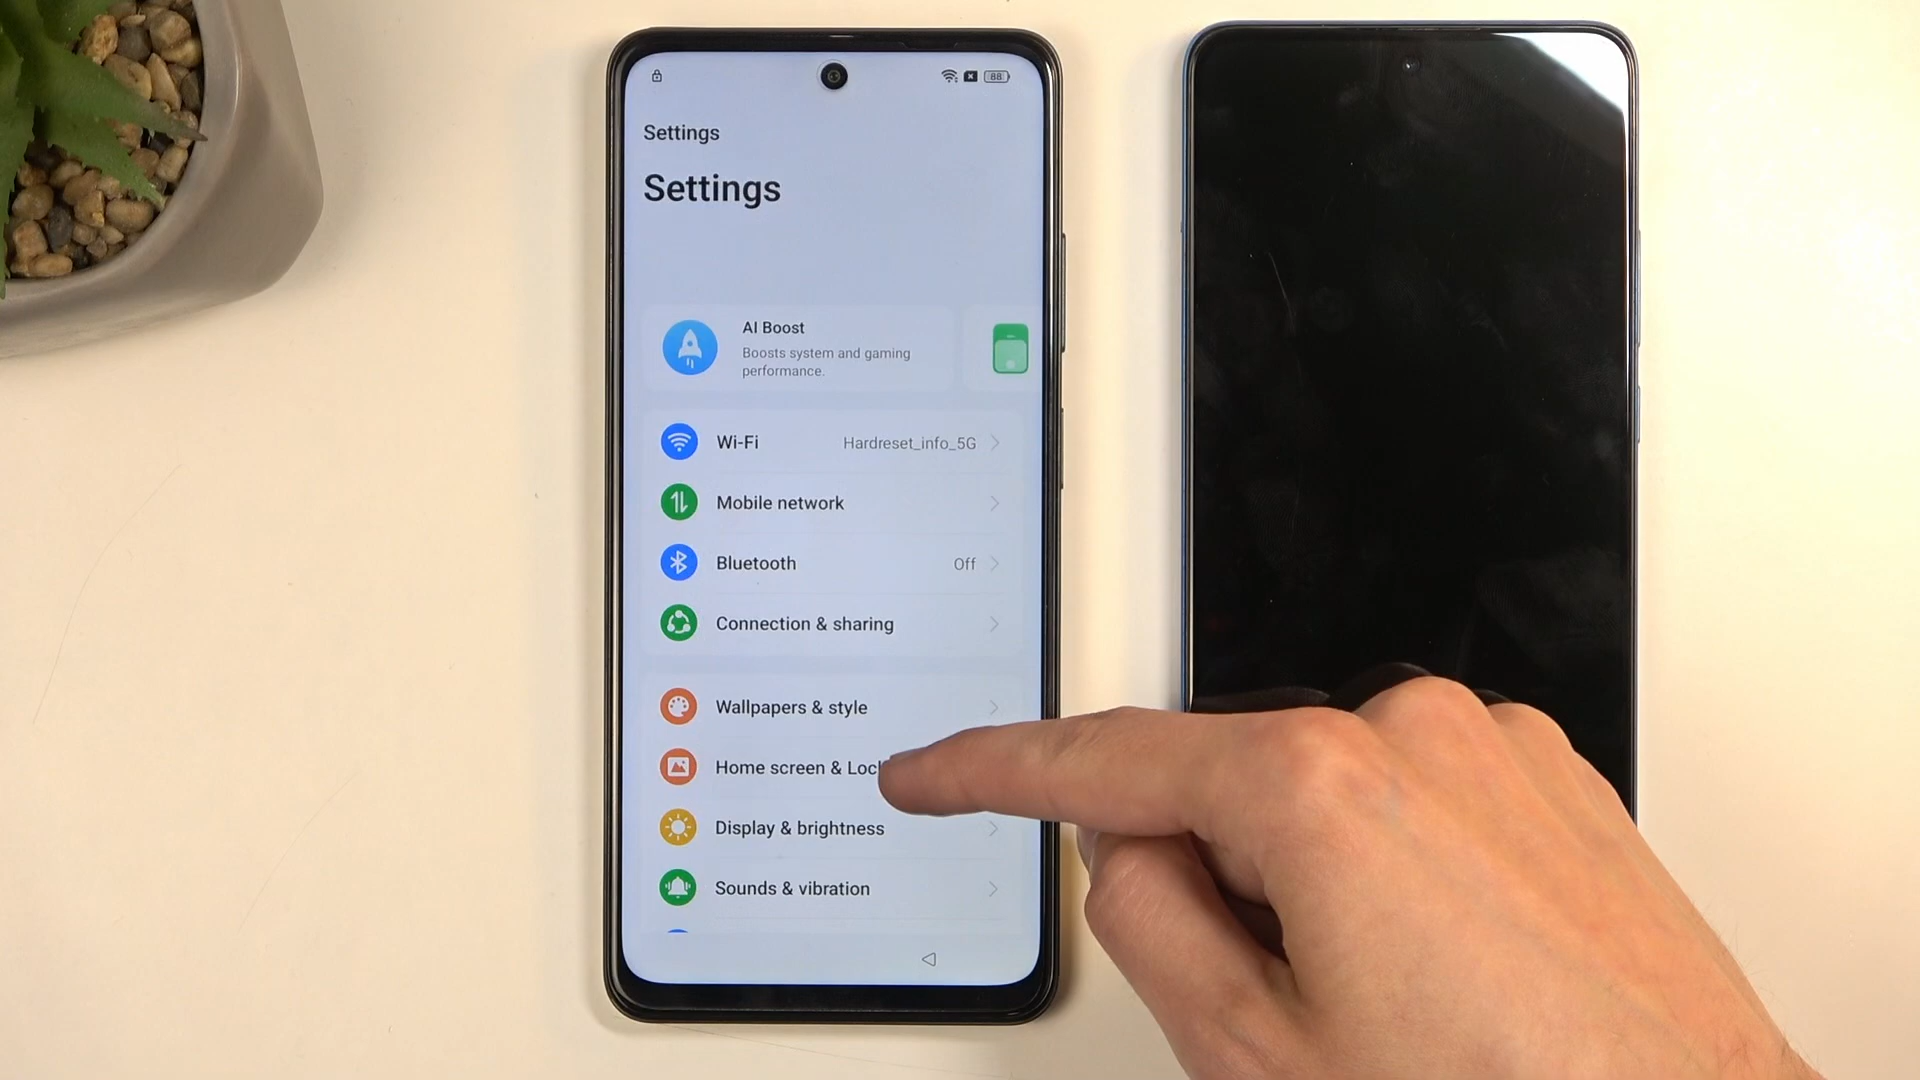 88
Settings
Settings
AI Boost
Boosts system and gaming
performance.
Wi-Fi Hardreset_info_5G
Mobile network
Bluetooth Off
Connection & sharing
Wallpapers & style
Home screen &
Display & brightness
Sounds & vibration